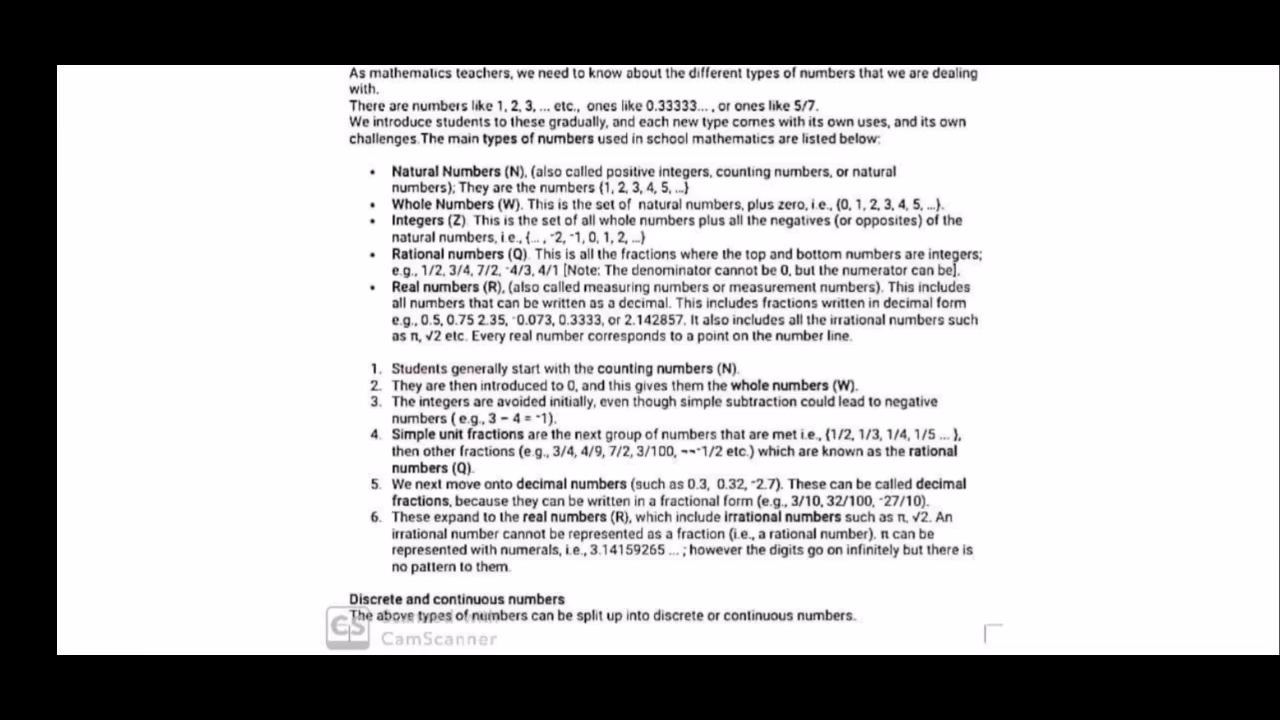 As mathematics teachers, we need to know about the different types of numbers that we are dealing
with.
There are numbers like 1, 2, 3, ... etc., ones like 0.33333... , or ones like 5/7.
We introduce students to these gradually, and each new type comes with its own uses, and its own
challenges.The main types of numbers used in school mathematics are listed below:
• Natural Numbers (N), (also called positive integers, counting numbers, or natural
numbers); They are the numbers {1, 2, 3, 4, 5, ...}
• Whole Numbers (W). This is the set of natural numbers, plus zero, i.e., {0, 1, 2, 3, 4, 5, ...}.
• Integers (Z). This is the set of all whole numbers plus all the negatives (or opposites) of the
natural numbers, i.e., {... , ⁻2, ⁻1, 0, 1, 2, ...}
• Rational numbers (Q). This is all the fractions where the top and bottom numbers are integers;
e.g., 1/2, 3/4, 7/2, ⁻4/3, 4/1 [Note: The denominator cannot be 0, but the numerator can be].
• Real numbers (R), (also called measuring numbers or measurement numbers). This includes
all numbers that can be written as a decimal. This includes fractions written in decimal form
e.g., 0.5, 0.75 2.35, ⁻0.073, 0.3333, or 2.142857. It also includes all the irrational numbers such
as π, √2 etc. Every real number corresponds to a point on the number line.
1. Students generally start with the counting numbers (N).
2. They are then introduced to 0, and this gives them the whole numbers (W).
3. The integers are avoided initially, even though simple subtraction could lead to negative
numbers ( e.g., 3 – 4 = ⁻1).
4. Simple unit fractions are the next group of numbers that are met i.e., {1/2, 1/3, 1/4, 1/5 ... },
then other fractions (e.g., 3/4, 4/9, 7/2, 3/100, ¬¬⁻1/2 etc.) which are known as the rational
numbers (Q).
5. We next move onto decimal numbers (such as 0.3, 0.32, ⁻2.7). These can be called decimal
fractions, because they can be written in a fractional form (e.g., 3/10, 32/100, ⁻27/10).
6. These expand to the real numbers (R), which include irrational numbers such as π, √2. An
irrational number cannot be represented as a fraction (i.e., a rational number). π can be
represented with numerals, i.e., 3.14159265 ... ; however the digits go on infinitely but there is
no pattern to them.
Discrete and continuous numbers
The above types of numbers can be split up into discrete or continuous numbers.
CS
CamScanner